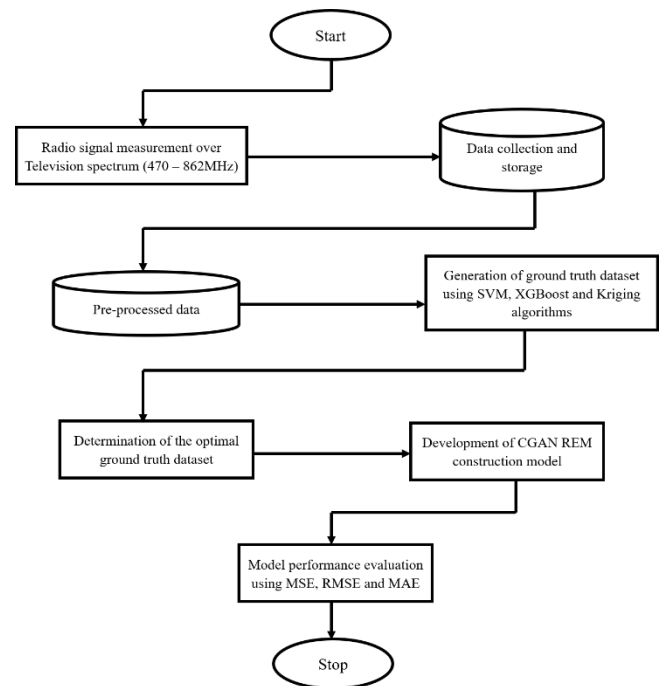 Start
Radio signal measurement over
Television spectrum (470 – 862MHz)
Data collection and
storage
Pre-processed data
Generation of ground truth dataset
using SVM, XGBoost and Kriging
algorithms
Determination of the optimal
ground truth dataset
Development of CGAN REM
construction model
Model performance evaluation
using MSE, RMSE and MAE
Stop